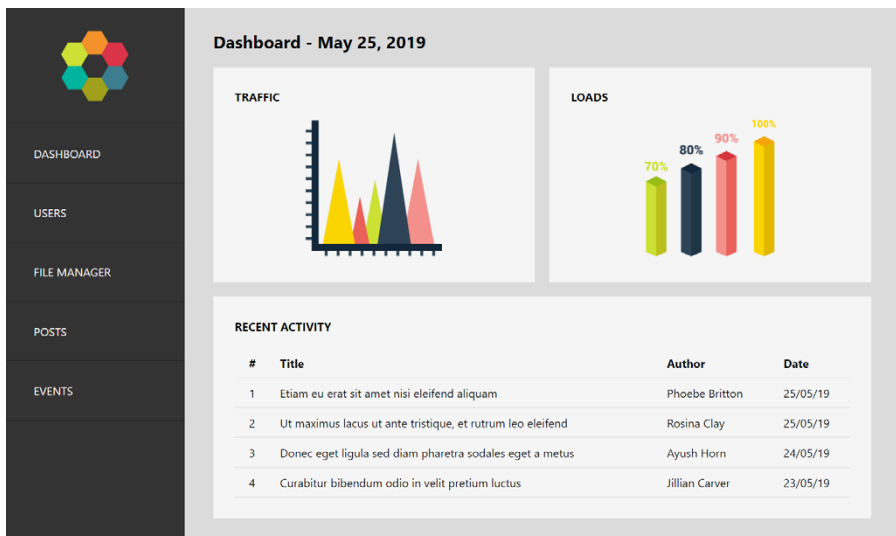 Dashboard - May 25, 2019
DASHBOARD
USERS
FILE MANAGER
POSTS
EVENTS
TRAFFIC
LOADS
70%
80%
90%
100%
RECENT ACTIVITY
# Title Author Date
1 Etiam eu erat sit amet nisi eleifend aliquam Phoebe Britton 25/05/19
2 Ut maximus lacus ut ante tristique, et rutrum leo eleifend Rosina Clay 25/05/19
3 Donec eget ligula sed diam pharetra sodales eget a metus Ayush Horn 24/05/19
4 Curabitur bibendum odio in velit pretium luctus Jillian Carver 23/05/19